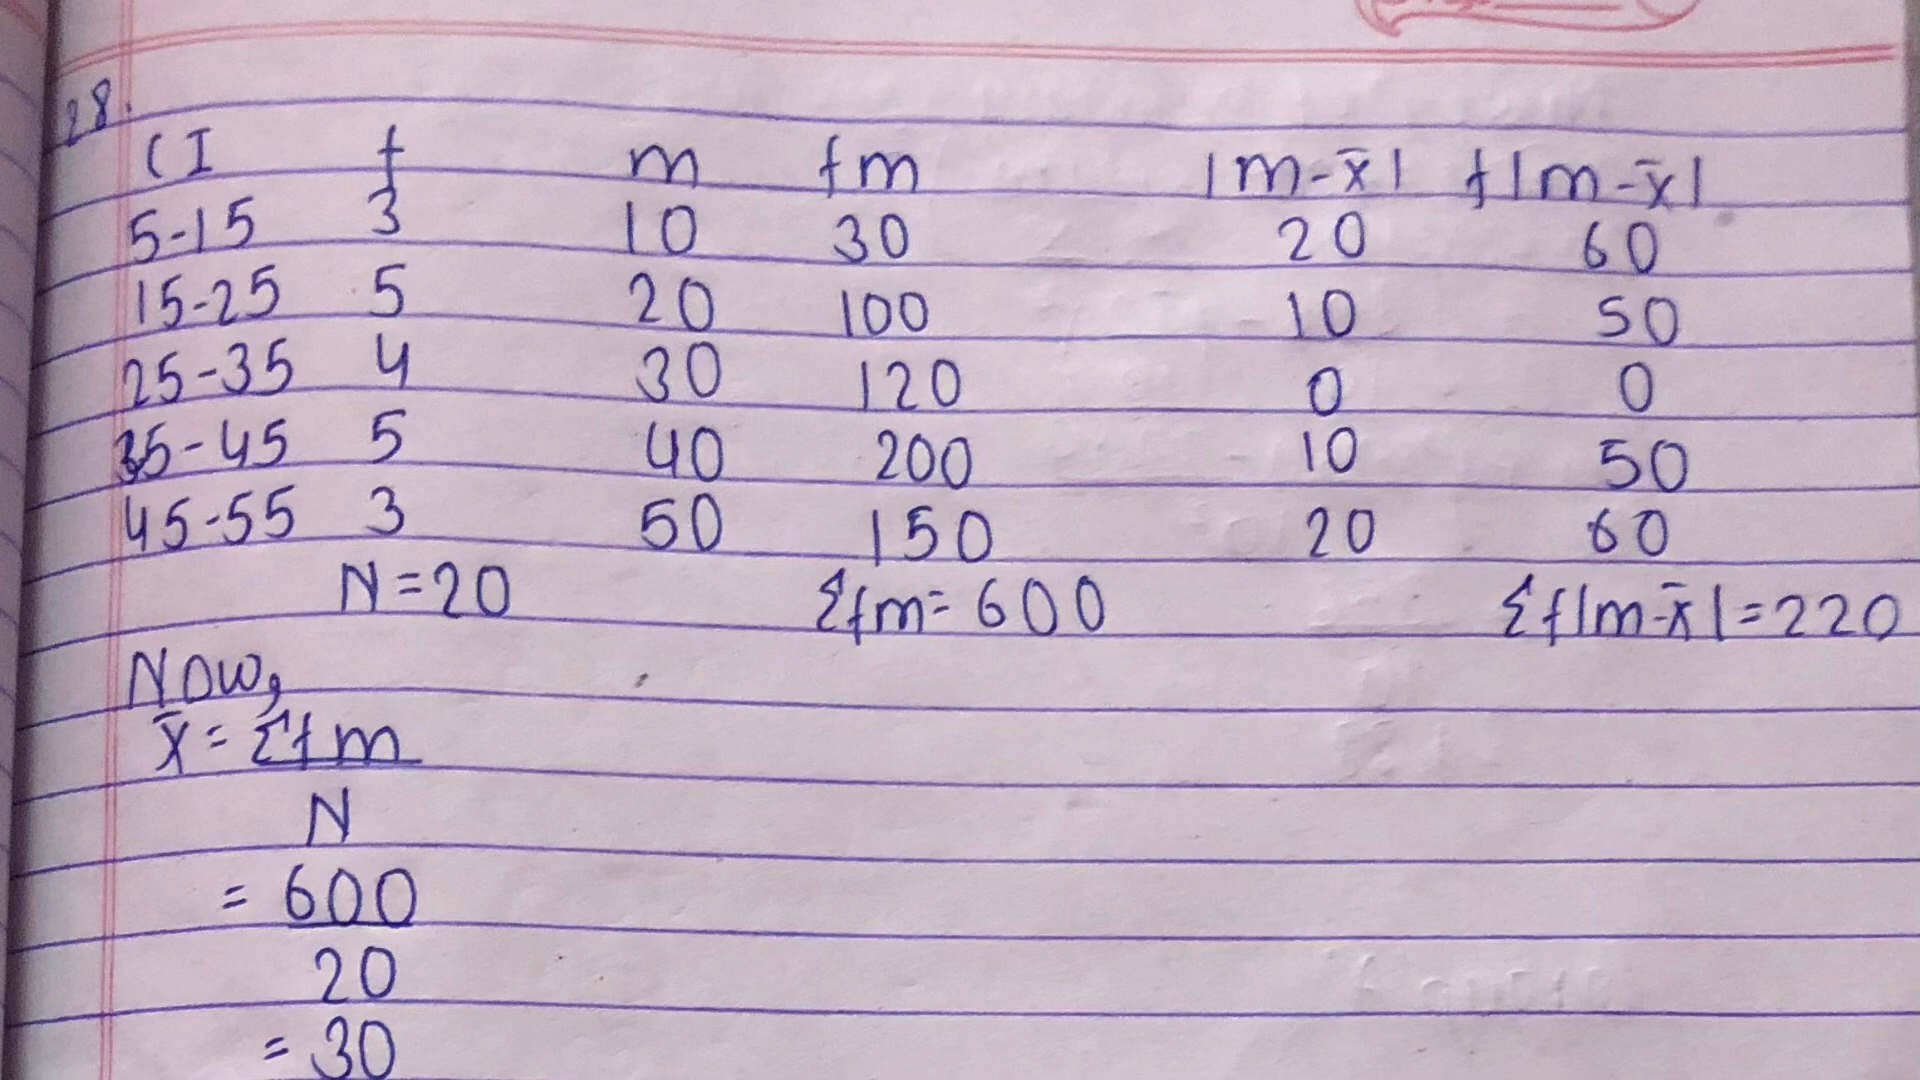 28.
CI f m fm |m-x̄| f|m-x̄|
5-15 3 10 30 20 60
15-25 5 20 100 10 50
25-35 4 30 120 0 0
35-45 5 40 200 10 50
45-55 3 50 150 20 60
N=20 Σfm=600 Σf|m-x̄|=220
Now,
x̄ = Σfm
N
= 600
20
= 30